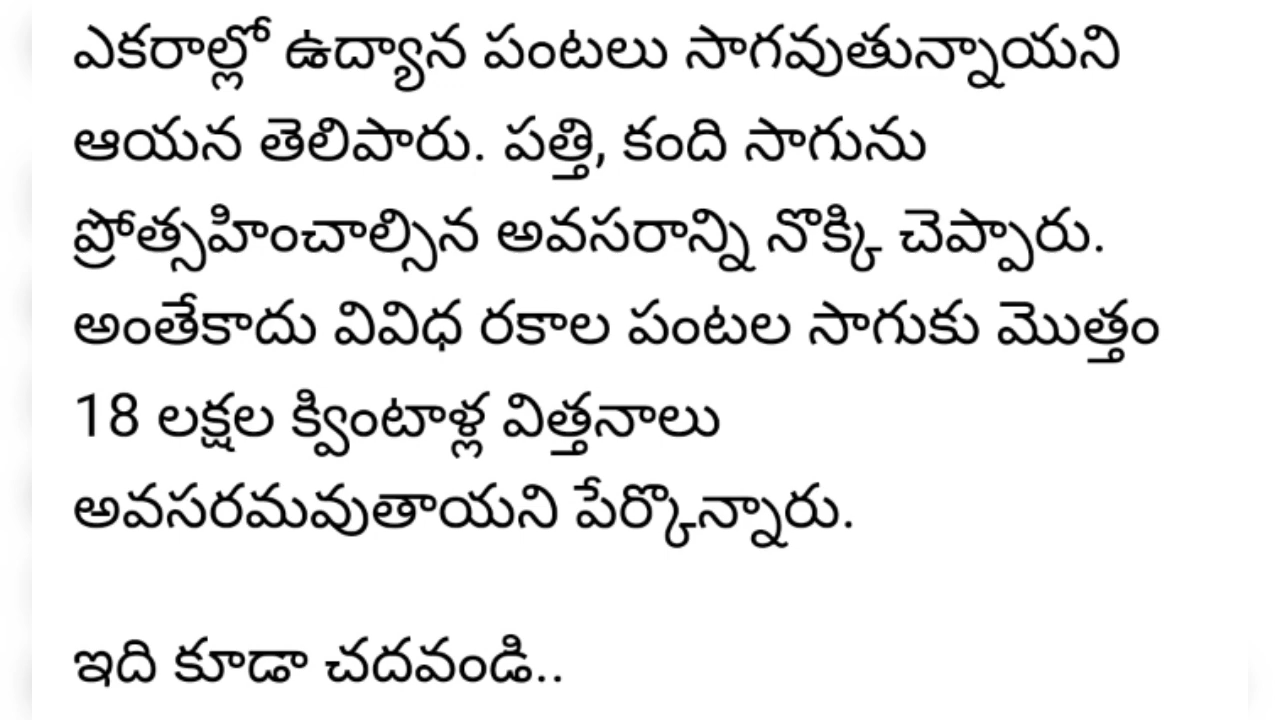 ఎకరాల్లో ఉద్యాన పంటలు సాగవుతున్నాయని
ఆయన తెలిపారు. పత్తి, కంది సాగును
ప్రోత్సహించాల్సిన అవసరాన్ని నొక్కి చెప్పారు.
అంతేకాదు వివిధ రకాల పంటల సాగుకు మొత్తం
18 లక్షల క్వింటాళ్ల విత్తనాలు
అవసరమవుతాయని పేర్కొన్నారు.
ఇది కూడా చదవండి..